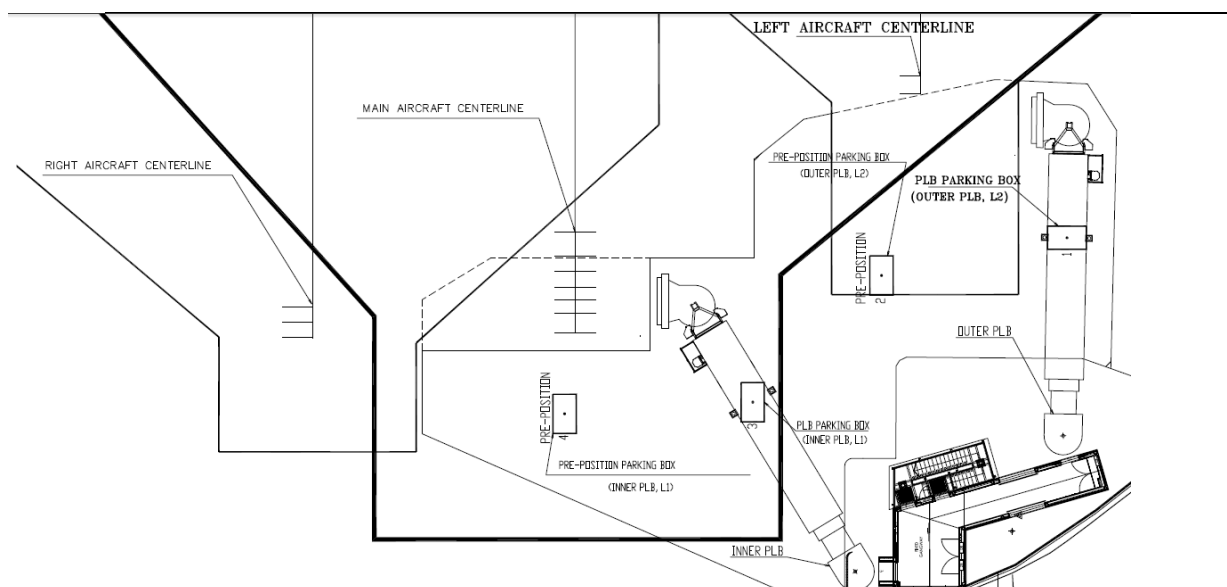 LEFT AIRCRAFT CENTERLINE
MAIN AIRCRAFT CENTERLINE
RIGHT AIRCRAFT CENTERLINE
PRE-POSITION PARKING BOX
(OUTER PLB, L2)
PLB PARKING BOX
(OUTER PLB, L2)
1
PRE-POSITION
2
OUTER PLB
PRE-POSITION
4
3
PLB PARKING BOX
(INNER PLB, L1)
PRE-POSITION PARKING BOX
(INNER PLB, L1)
INNER PLB